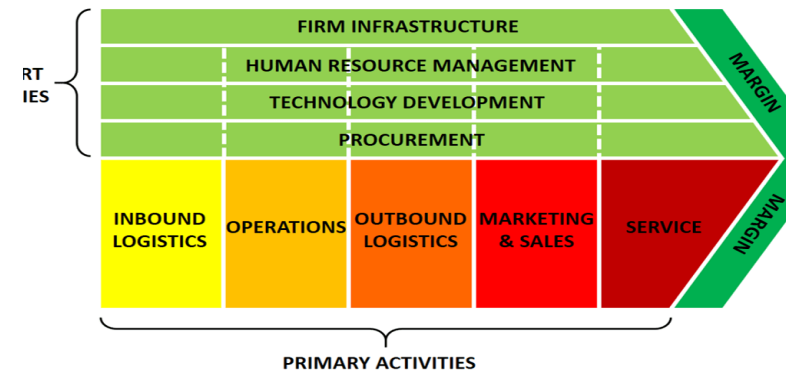 FIRM INFRASTRUCTURE
HUMAN RESOURCE MANAGEMENT
RT
IES
TECHNOLOGY DEVELOPMENT
PROCUREMENT
MARGIN
INBOUND
LOGISTICS
OPERATIONS
OUTBOUND
LOGISTICS
MARKETING
& SALES
SERVICE
MARGIN
PRIMARY ACTIVITIES